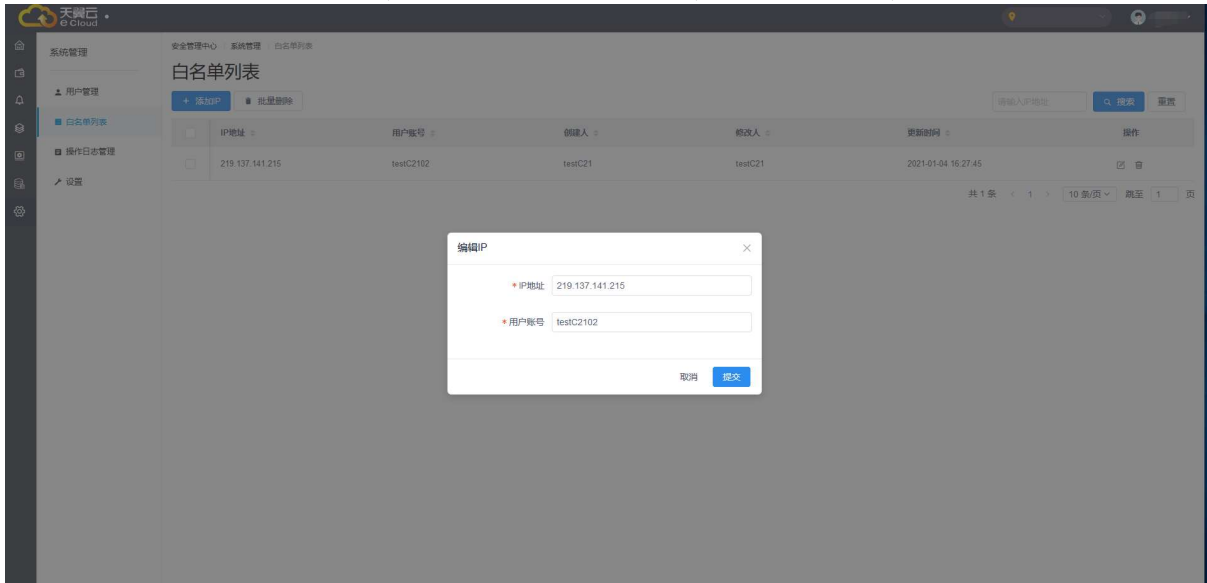 天翼云
e Cloud
系统管理
用户管理
白名单列表
操作日志管理
设置
安全管理中心 / 系统管理 / 白名单列表
白名单列表
+ 添加IP 批量删除 请输入IP地址 搜索 重置
IP地址 用户账号 创建人 修改人 更新时间 操作
219.137.141.215 testC2102 testC21 testC21 2021-01-04 16:27:45
共 1 条 < 1 > 10 条/页 跳至 1 页
编辑IP
* IP地址 219.137.141.215
* 用户账号 testC2102
取消 提交